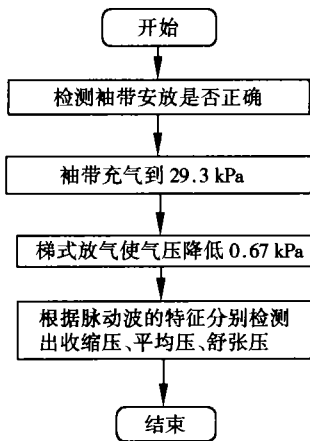 开始
检测袖带安放是否正确
袖带充气到 29.3 kPa
梯式放气使气压降低 0.67 kPa
根据脉动波的特征分别检测
出收缩压、平均压、舒张压
结束